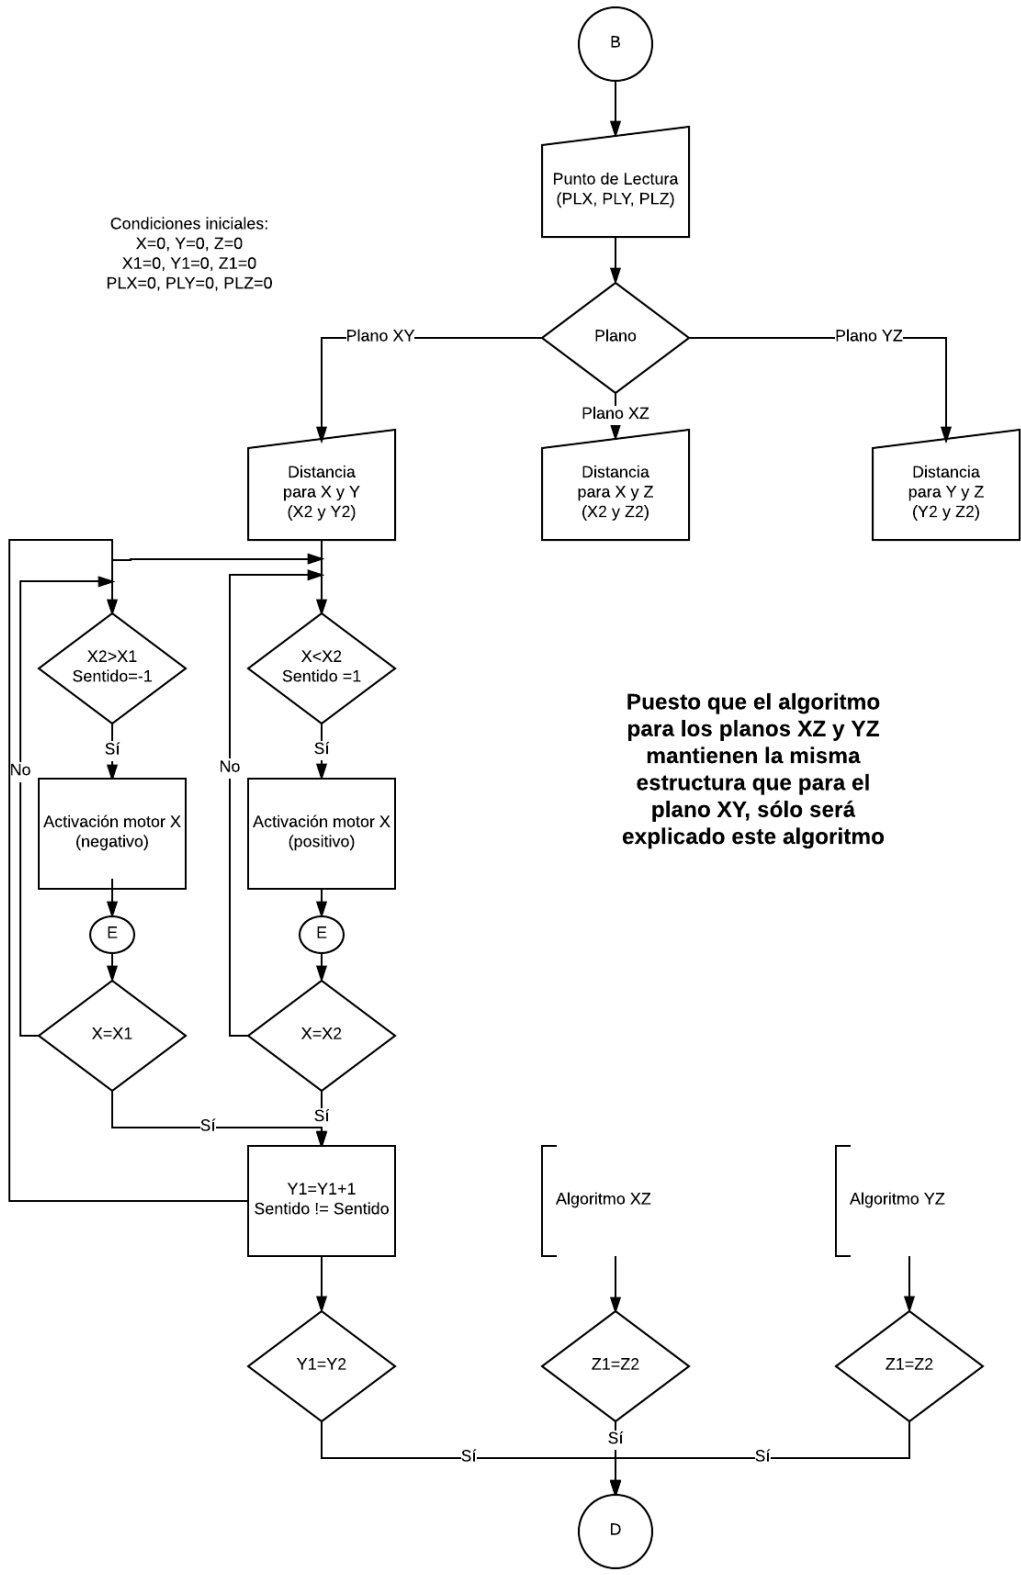 B
Punto de Lectura
(PLX, PLY, PLZ)
Condiciones iniciales:
X=0, Y=0, Z=0
X1=0, Y1=0, Z1=0
PLX=0, PLY=0, PLZ=0
Plano XY
Plano
Plano YZ
Plano XZ
Distancia
para X y Y
(X2 y Y2)
Distancia
para X y Z
(X2 y Z2)
Distancia
para Y y Z
(Y2 y Z2)
X2>X1
Sentido=-1
X<X2
Sentido =1
Sí
Sí
No
No
Puesto que el algoritmo
para los planos XZ y YZ
mantienen la misma
estructura que para el
plano XY, sólo será
explicado este algoritmo
Activación motor X
(negativo)
Activación motor X
(positivo)
E
E
X=X1
X=X2
Sí
Sí
Y1=Y1+1
Sentido != Sentido
Algoritmo XZ
Algoritmo YZ
Y1=Y2
Z1=Z2
Z1=Z2
Sí
Sí
Sí
D